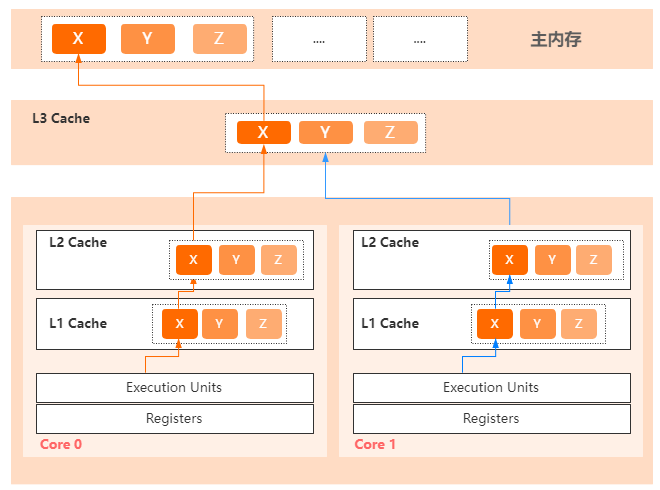 X Y Z .... .... 主内存
L3 Cache
X Y Z
L2 Cache
X Y Z
L1 Cache
X Y Z
Execution Units
Registers
Core 0
L2 Cache
X Y Z
L1 Cache
X Y Z
Execution Units
Registers
Core 1